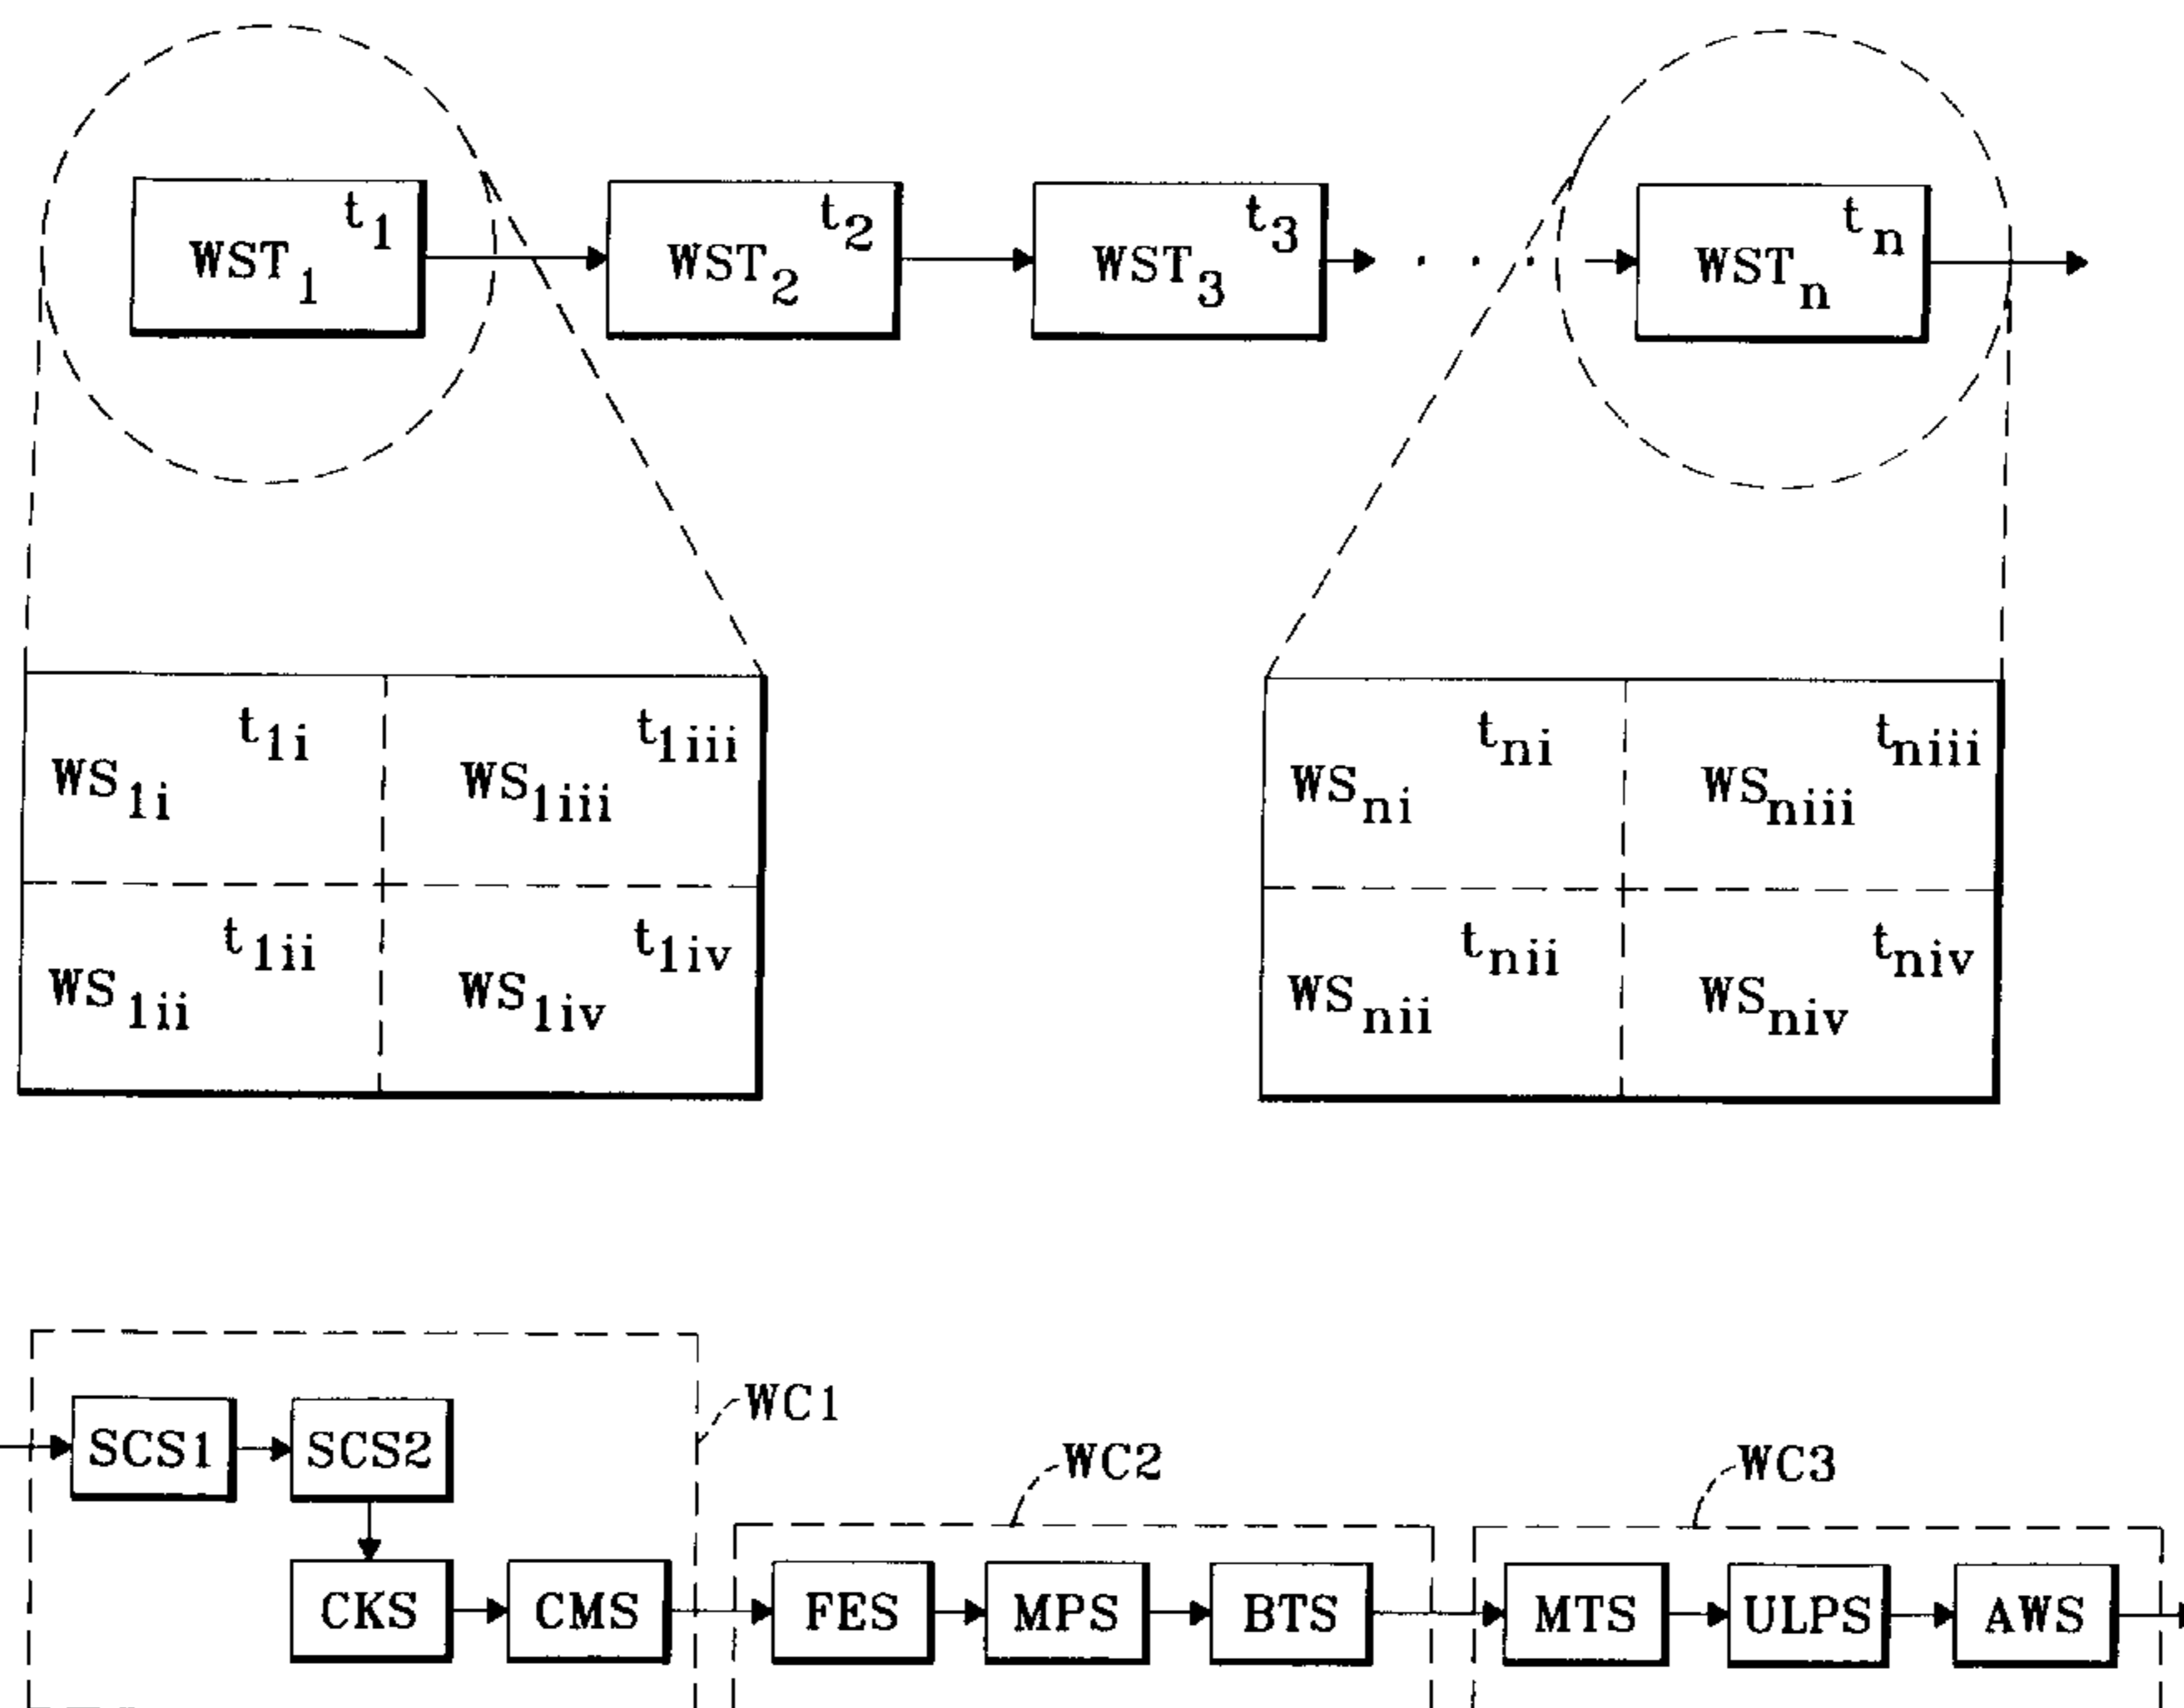 WST1 t1
WST2 t2
WST3 t3
. . .
WSTn tn
WS1i t1i
WS1iii t1iii
WS1ii t1ii
WS1iv t1iv
WSni tni
WSniii tniii
WSnii tnii
WSniv tniv
WC1
SCS1
SCS2
CKS
CMS
WC2
FES
MPS
BTS
WC3
MTS
ULPS
AWS